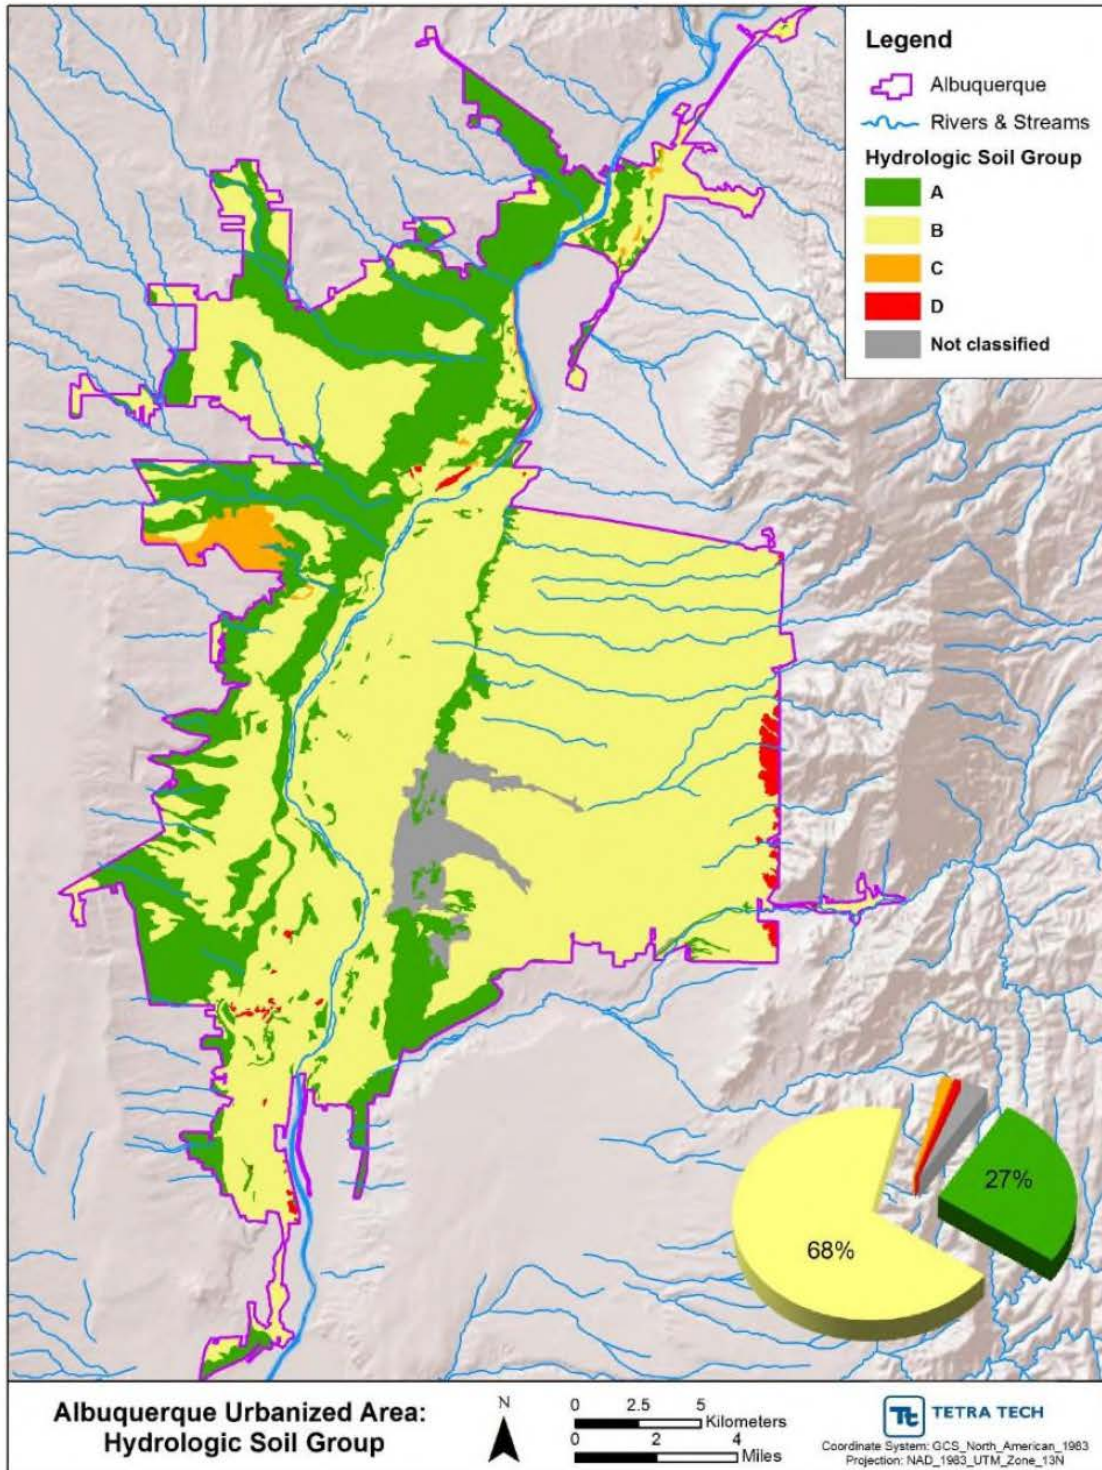 Legend
Albuquerque
Rivers & Streams
Hydrologic Soil Group
A
B
C
D
Not classified
27%
68%
Albuquerque Urbanized Area:
Hydrologic Soil Group
N
0 2.5 5
Kilometers
0 2 4
Miles
Tt TETRA TECH
Coordinate System: GCS_North_American_1983
Projection: NAD_1983_UTM_Zone_13N